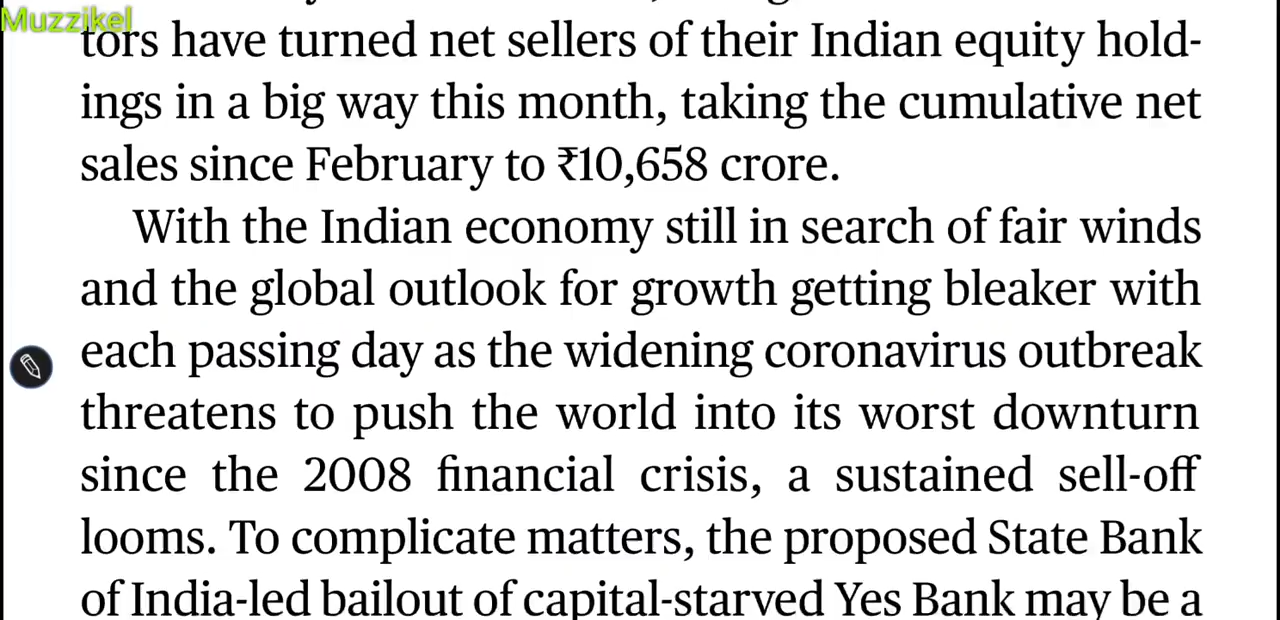 Muzzikel
tors have turned net sellers of their Indian equity hold-
ings in a big way this month, taking the cumulative net
sales since February to ₹10,658 crore.
With the Indian economy still in search of fair winds
and the global outlook for growth getting bleaker with
each passing day as the widening coronavirus outbreak
threatens to push the world into its worst downturn
since the 2008 financial crisis, a sustained sell-off
looms. To complicate matters, the proposed State Bank
of India-led bailout of capital-starved Yes Bank may be a